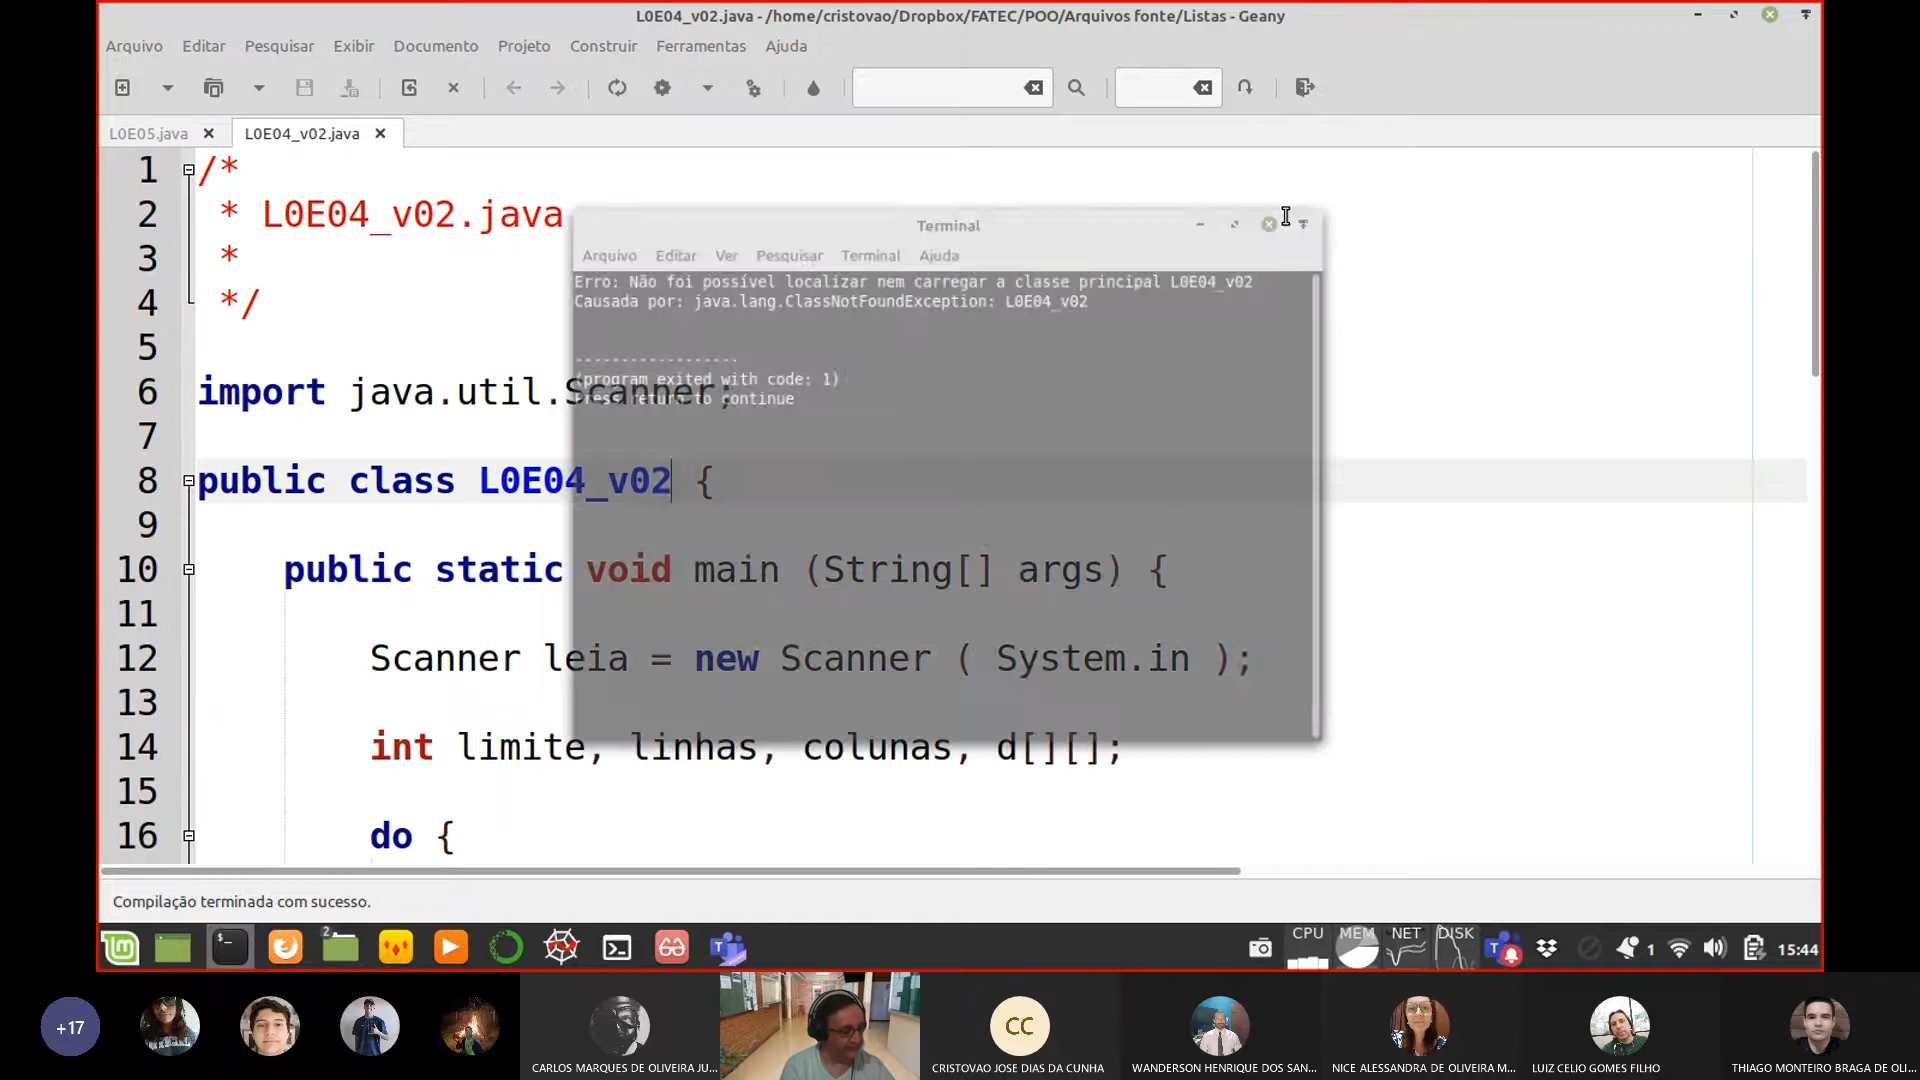 L0E04_v02.java - /home/cristovao/Dropbox/FATEC/POO/Arquivos fonte/Listas - Geany
Arquivo Editar Pesquisar Exibir Documento Projeto Construir Ferramentas Ajuda
L0E05.java L0E04_v02.java
1 /*
2 * L0E04_v02.java
3 *
4 */
5
6 import java.util.Scanner;
7
8 public class L0E04_v02 {
9
10 public static void main (String[] args) {
11
12 Scanner leia = new Scanner ( System.in );
13
14 int limite, linhas, colunas, d[][];
15
16 do {
Terminal
Arquivo Editar Ver Pesquisar Terminal Ajuda
Erro: Não foi possível localizar nem carregar a classe principal L0E04_v02
Causada por: java.lang.ClassNotFoundException: L0E04_v02
------------------
(program exited with code: 1)
Press return to continue
Compilação terminada com sucesso.
2
CPU MEM NET DISK
1 15:44
+17
CC
CARLOS MARQUES DE OLIVEIRA JU... CRISTOVAO JOSE DIAS DA CUNHA WANDERSON HENRIQUE DOS SAN... NICE ALESSANDRA DE OLIVEIRA M... LUIZ CELIO GOMES FILHO THIAGO MONTEIRO BRAGA DE OLI...